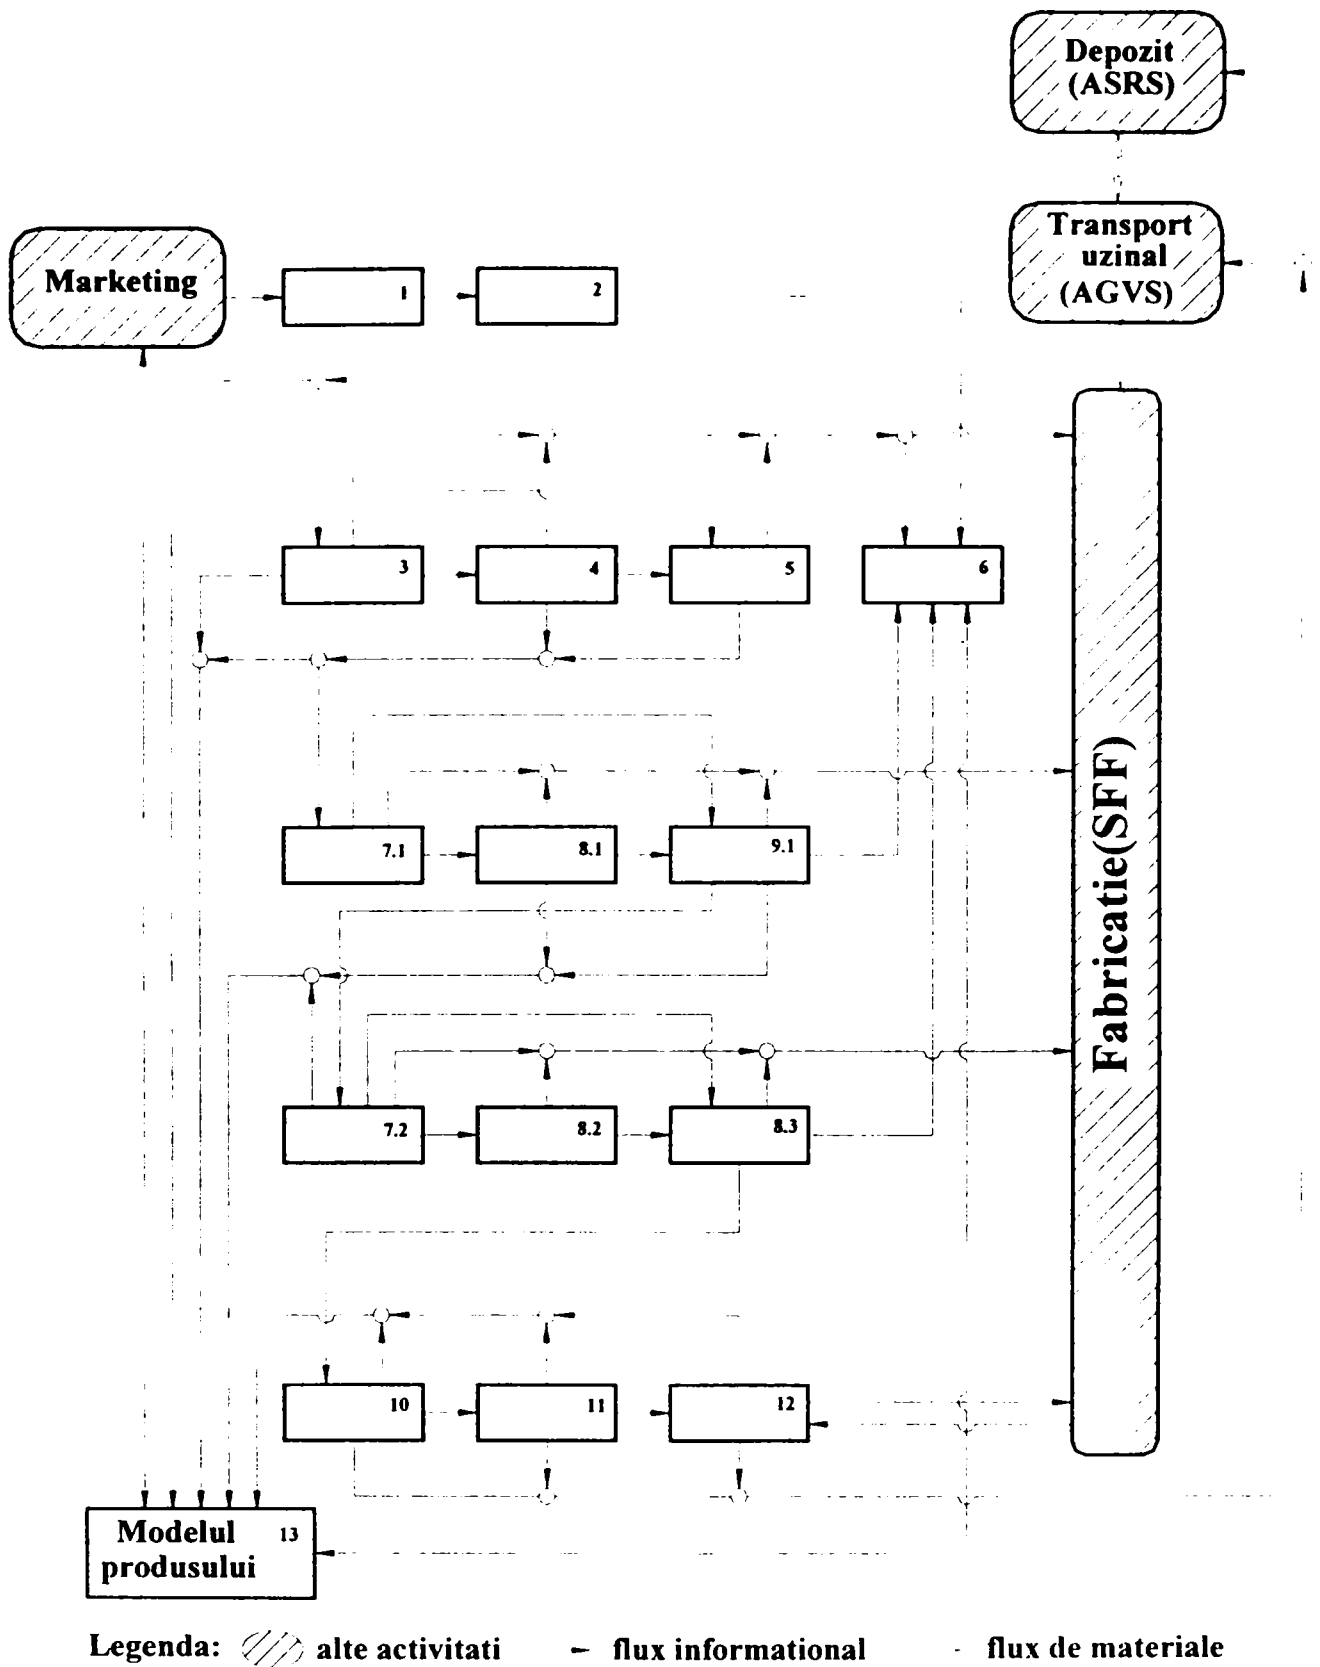 Depozit
(ASRS)
Transport
uzinal
(AGVS)
Marketing
1
2
3
4
5
6
7.1
8.1
9.1
Fabricatie(SFF)
7.2
8.2
8.3
10
11
12
Modelul 13
produsului
Legenda: alte activitati flux informational flux de materiale